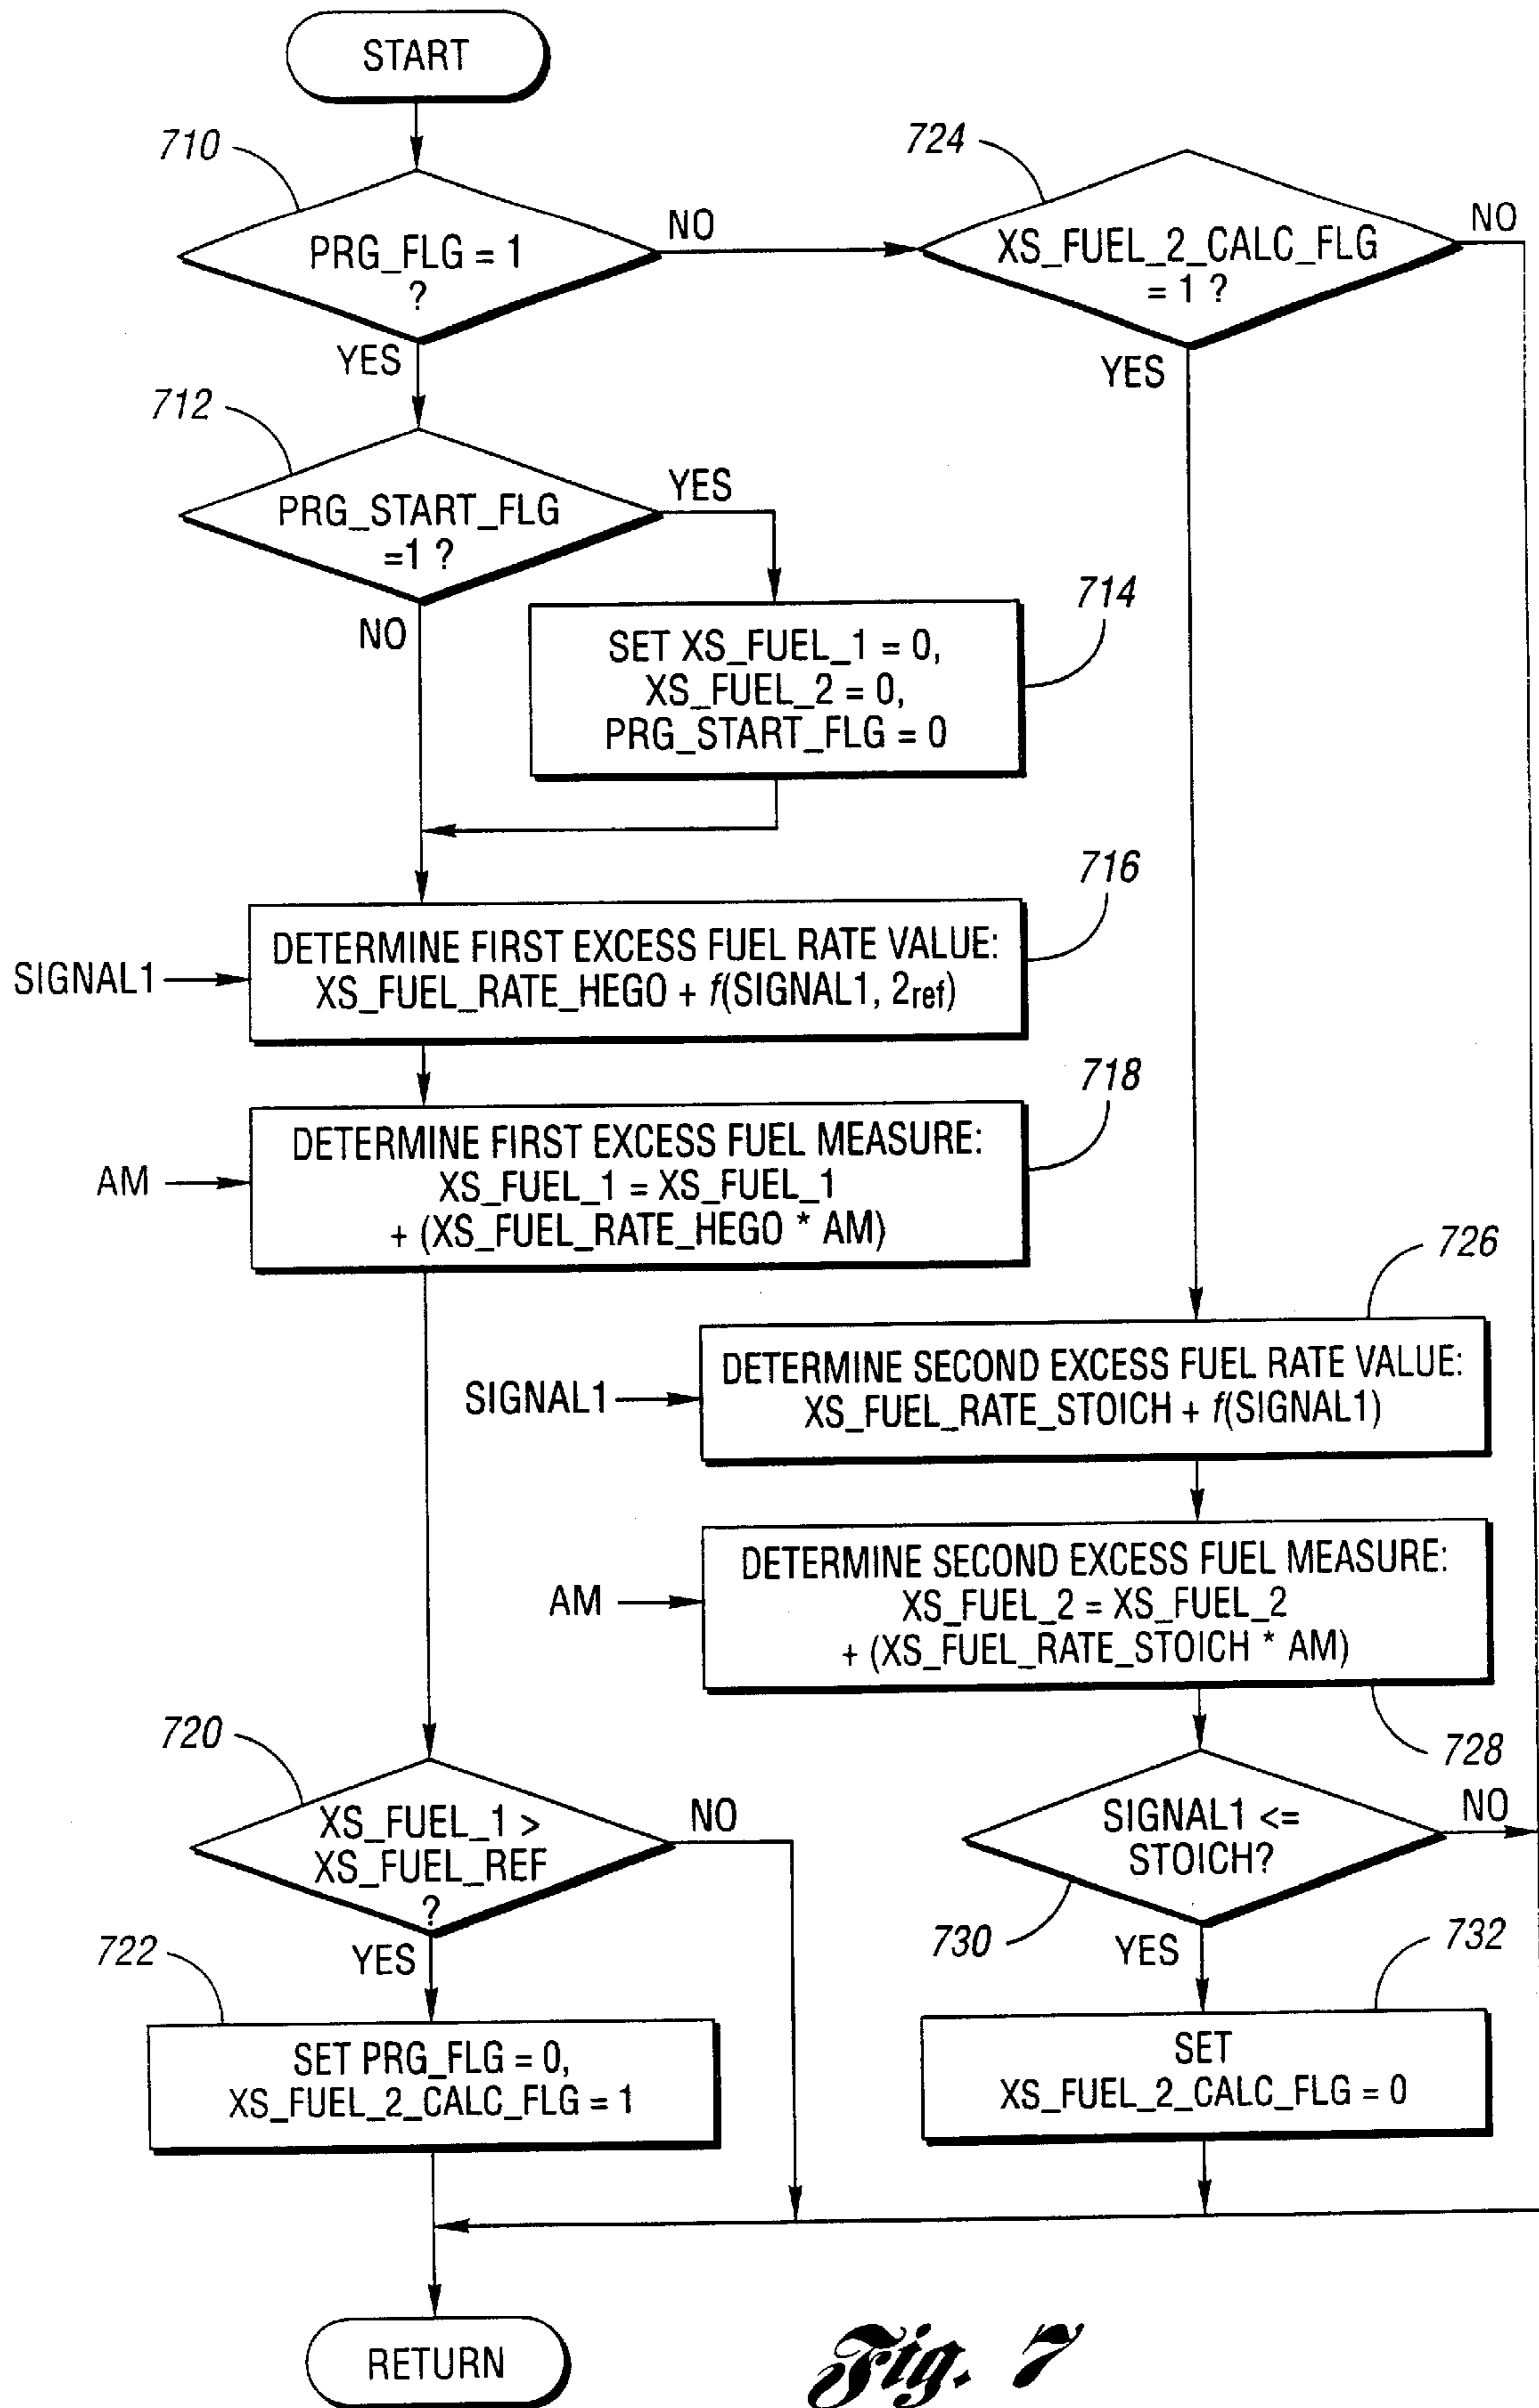 START
710
PRG_FLG = 1
?
NO
YES
724
XS_FUEL_2_CALC_FLG
= 1 ?
NO
YES
712
PRG_START_FLG
=1 ?
YES
NO
714
SET XS_FUEL_1 = 0,
XS_FUEL_2 = 0,
PRG_START_FLG = 0
716
SIGNAL1
DETERMINE FIRST EXCESS FUEL RATE VALUE:
XS_FUEL_RATE_HEGO + f(SIGNAL1, 2ref)
718
AM
DETERMINE FIRST EXCESS FUEL MEASURE:
XS_FUEL_1 = XS_FUEL_1
+ (XS_FUEL_RATE_HEGO * AM)
726
SIGNAL1
DETERMINE SECOND EXCESS FUEL RATE VALUE:
XS_FUEL_RATE_STOICH + f(SIGNAL1)
AM
DETERMINE SECOND EXCESS FUEL MEASURE:
XS_FUEL_2 = XS_FUEL_2
+ (XS_FUEL_RATE_STOICH * AM)
728
720
XS_FUEL_1 >
XS_FUEL_REF
?
NO
YES
SIGNAL1 <=
STOICH?
NO
730
YES
722
SET PRG_FLG = 0,
XS_FUEL_2_CALC_FLG = 1
732
SET
XS_FUEL_2_CALC_FLG = 0
RETURN
Fig. 7